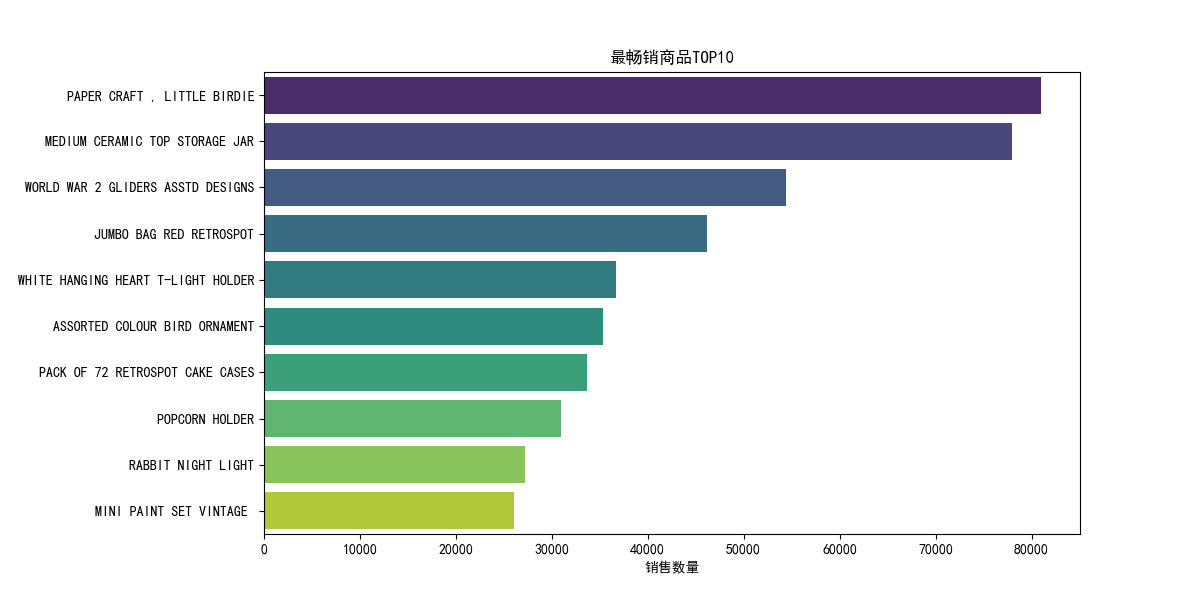 最畅销商品TOP10
PAPER CRAFT , LITTLE BIRDIE
MEDIUM CERAMIC TOP STORAGE JAR
WORLD WAR 2 GLIDERS ASSTD DESIGNS
JUMBO BAG RED RETROSPOT
WHITE HANGING HEART T-LIGHT HOLDER
ASSORTED COLOUR BIRD ORNAMENT
PACK OF 72 RETROSPOT CAKE CASES
POPCORN HOLDER
RABBIT NIGHT LIGHT
MINI PAINT SET VINTAGE
0 10000 20000 30000 40000 50000 60000 70000 80000
销售数量